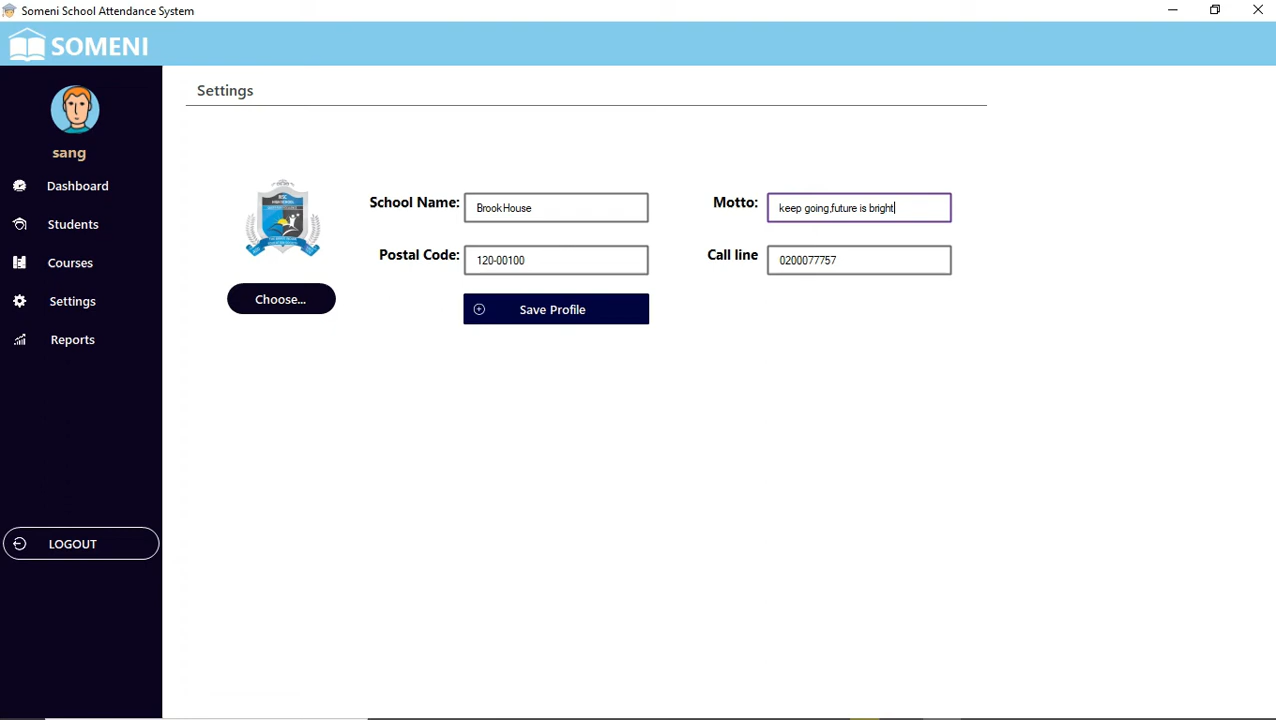 Someni School Attendance System
SOMENI
sang
Dashboard
Students
Courses
Settings
Reports
LOGOUT
Settings
School Name:
BrookHouse
Motto:
keep going,future is bright
Postal Code:
120-00100
Call line
0200077757
Choose...
Save Profile